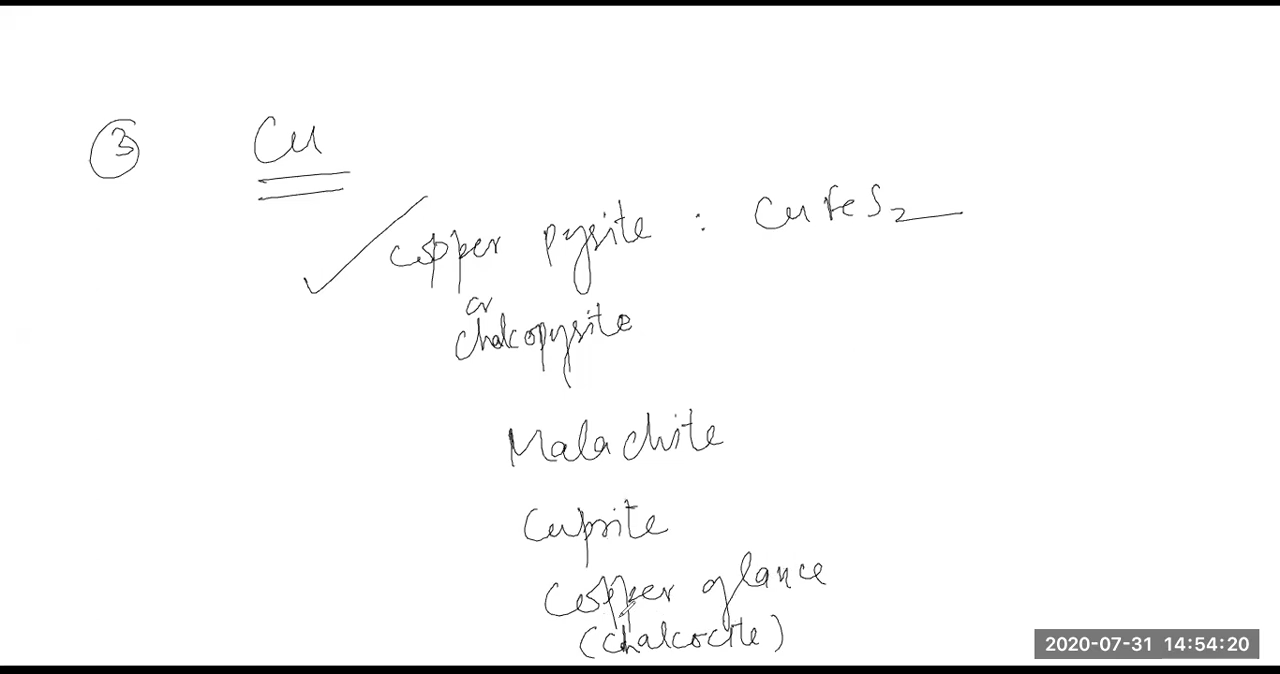 ③ Cu
Copper pyrite : CuFeS2
or
Chalcopyrite
Malachite
Cuprite
Copper glance
(chalcocite)
2020-07-31 14:54:20